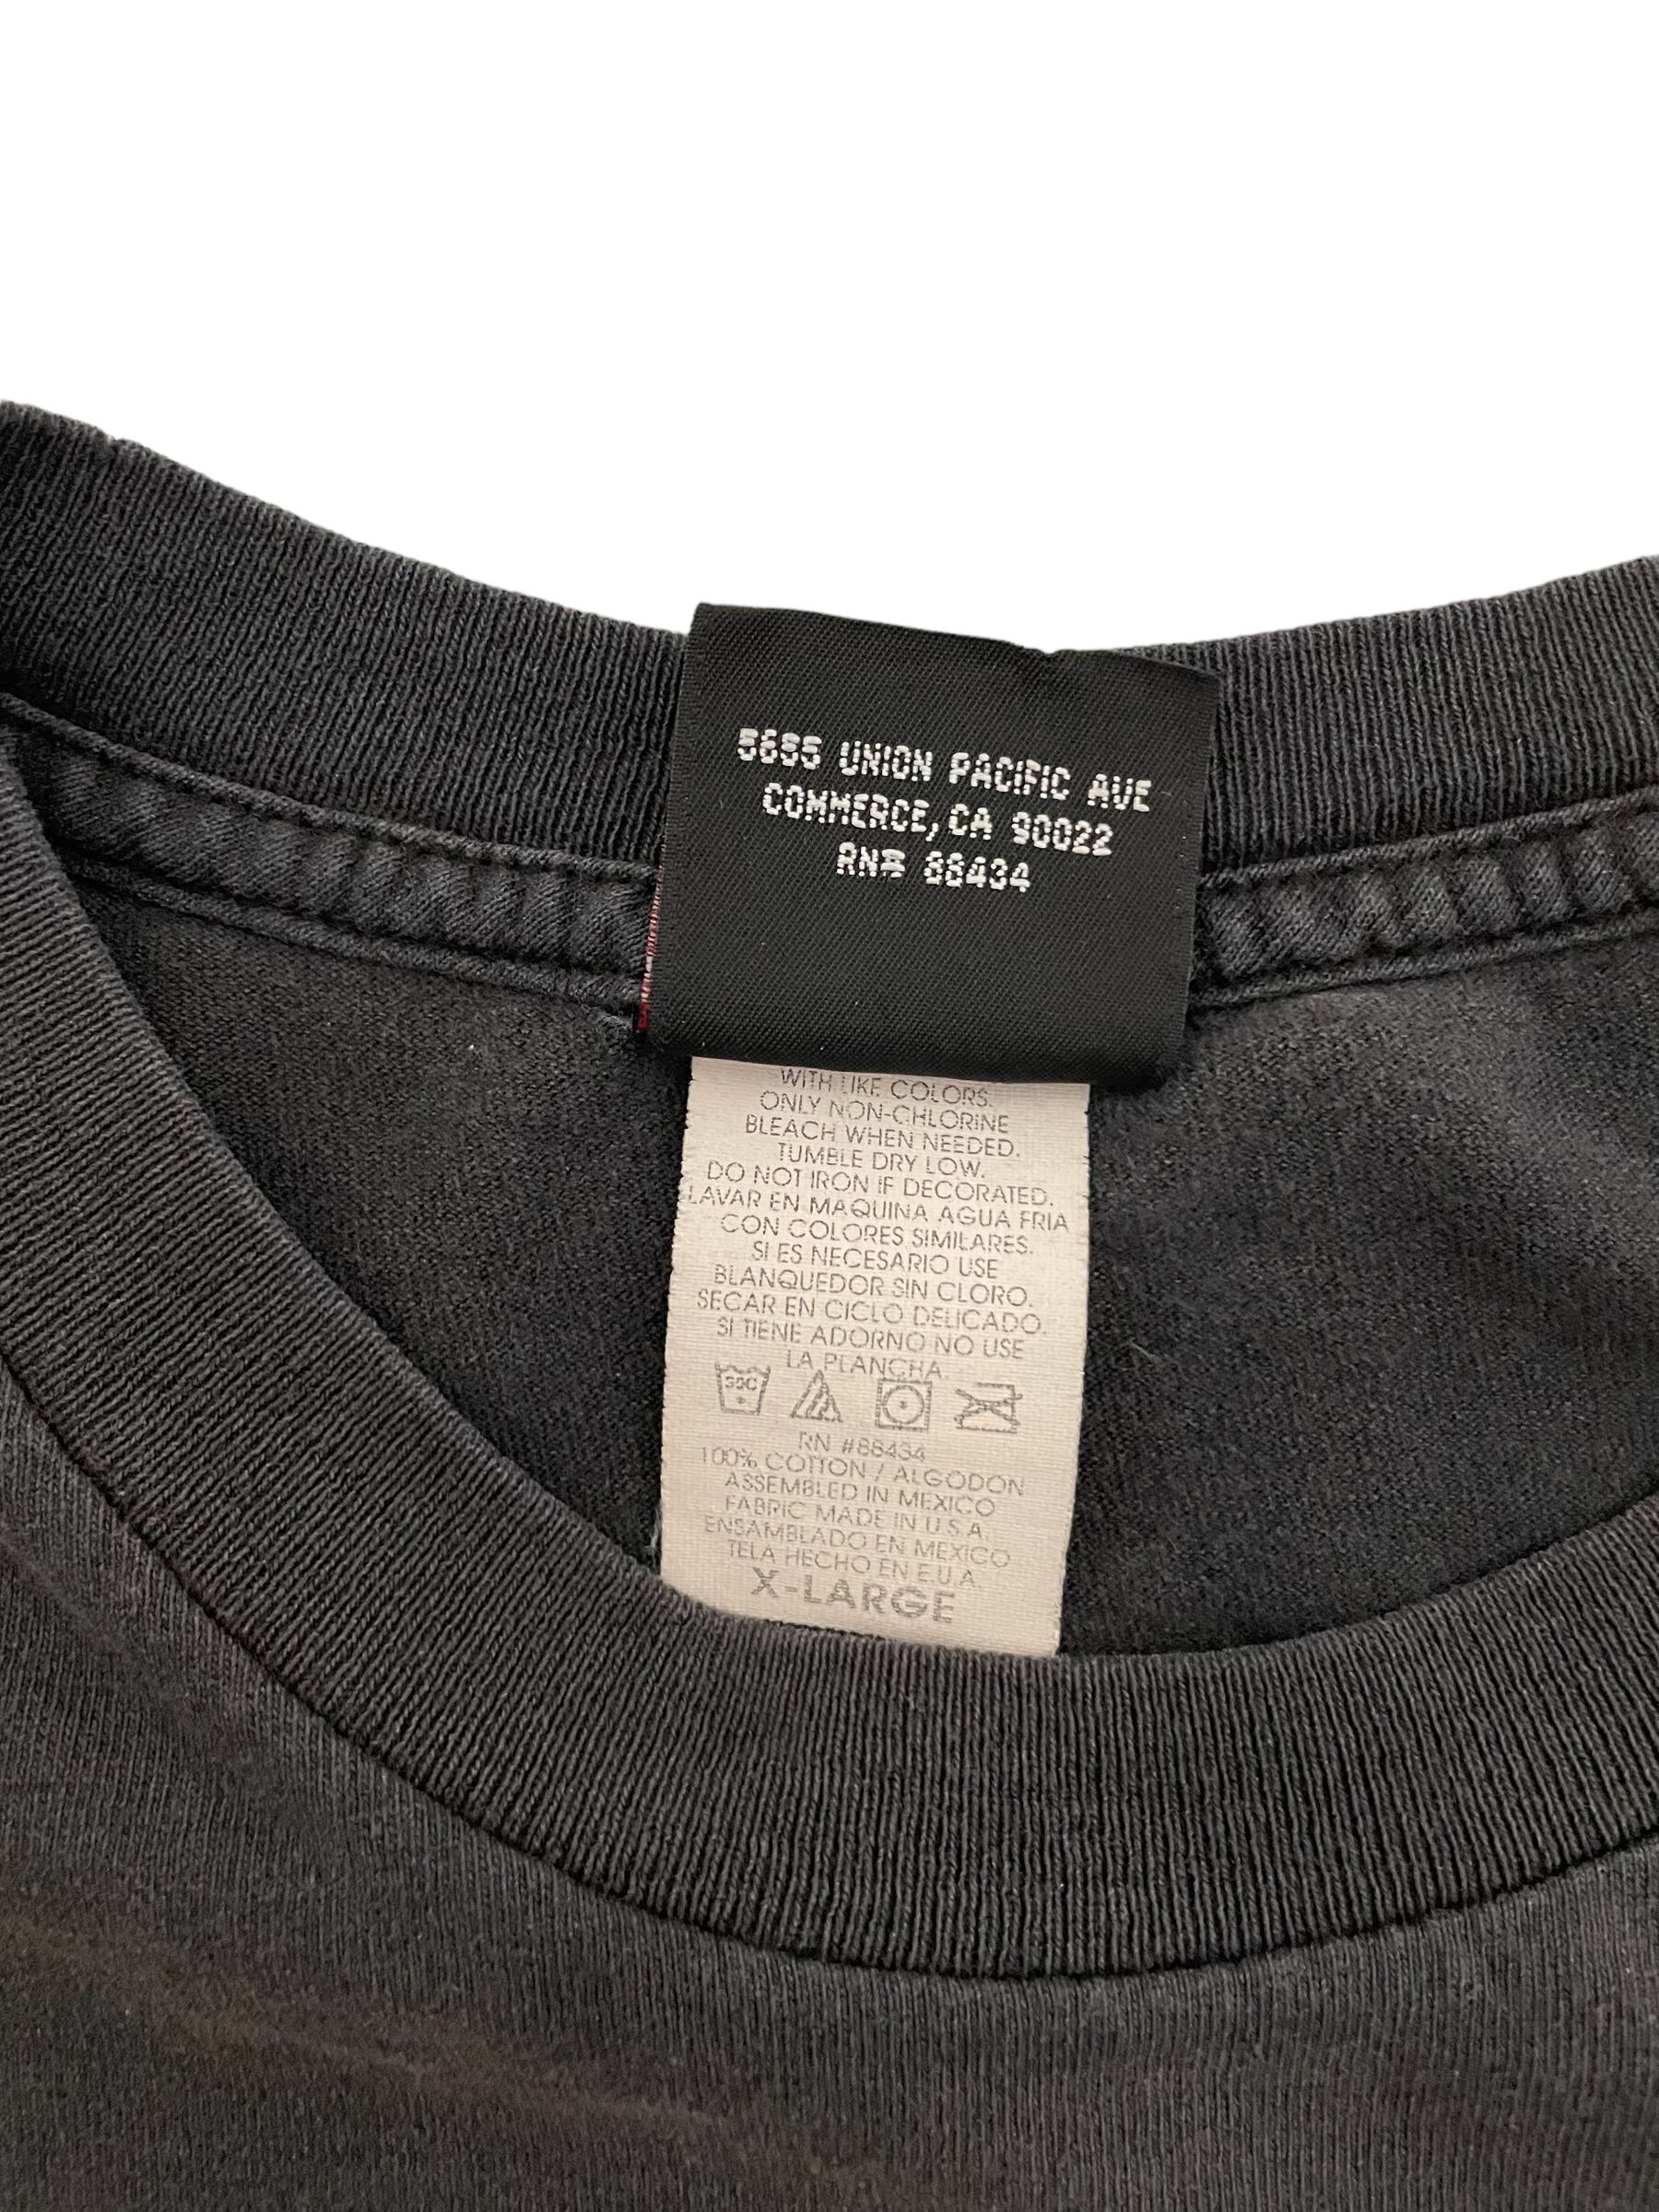 5655 UNION PACIFIC AVE
COMMERCE, CA 90022
RN# 88434
WITH LIKE COLORS.
ONLY NON-CHLORINE
BLEACH WHEN NEEDED.
TUMBLE DRY LOW.
DO NOT IRON IF DECORATED.
LAVAR EN MAQUINA AGUA FRIA
CON COLORES SIMILARES.
SI ES NECESARIO USE
BLANQUEDOR SIN CLORO.
SECAR EN CICLO DELICADO.
SI TIENE ADORNO NO USE
LA PLANCHA.
30C
RN #88434
100% COTTON / ALGODON
ASSEMBLED IN MEXICO
FABRIC MADE IN U.S.A.
ENSAMBLADO EN MEXICO
TELA HECHO EN E.U.A.
X-LARGE